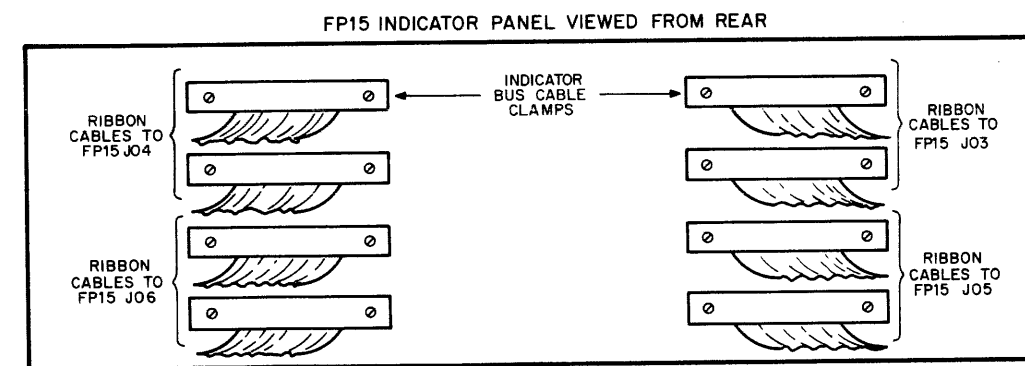 FP15 INDICATOR PANEL VIEWED FROM REAR
INDICATOR
BUS CABLE
CLAMPS
RIBBON
CABLES TO
FP15 J04
RIBBON
CABLES TO
FP15 J03
RIBBON
CABLES TO
FP15 J06
RIBBON
CABLES TO
FP15 J05